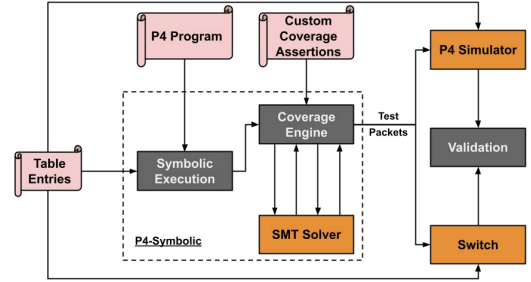 P4 Program
Custom
Coverage
Assertions
P4 Simulator
Coverage
Engine
Test
Packets
Validation
Table
Entries
Symbolic
Execution
SMT Solver
P4-Symbolic
Switch